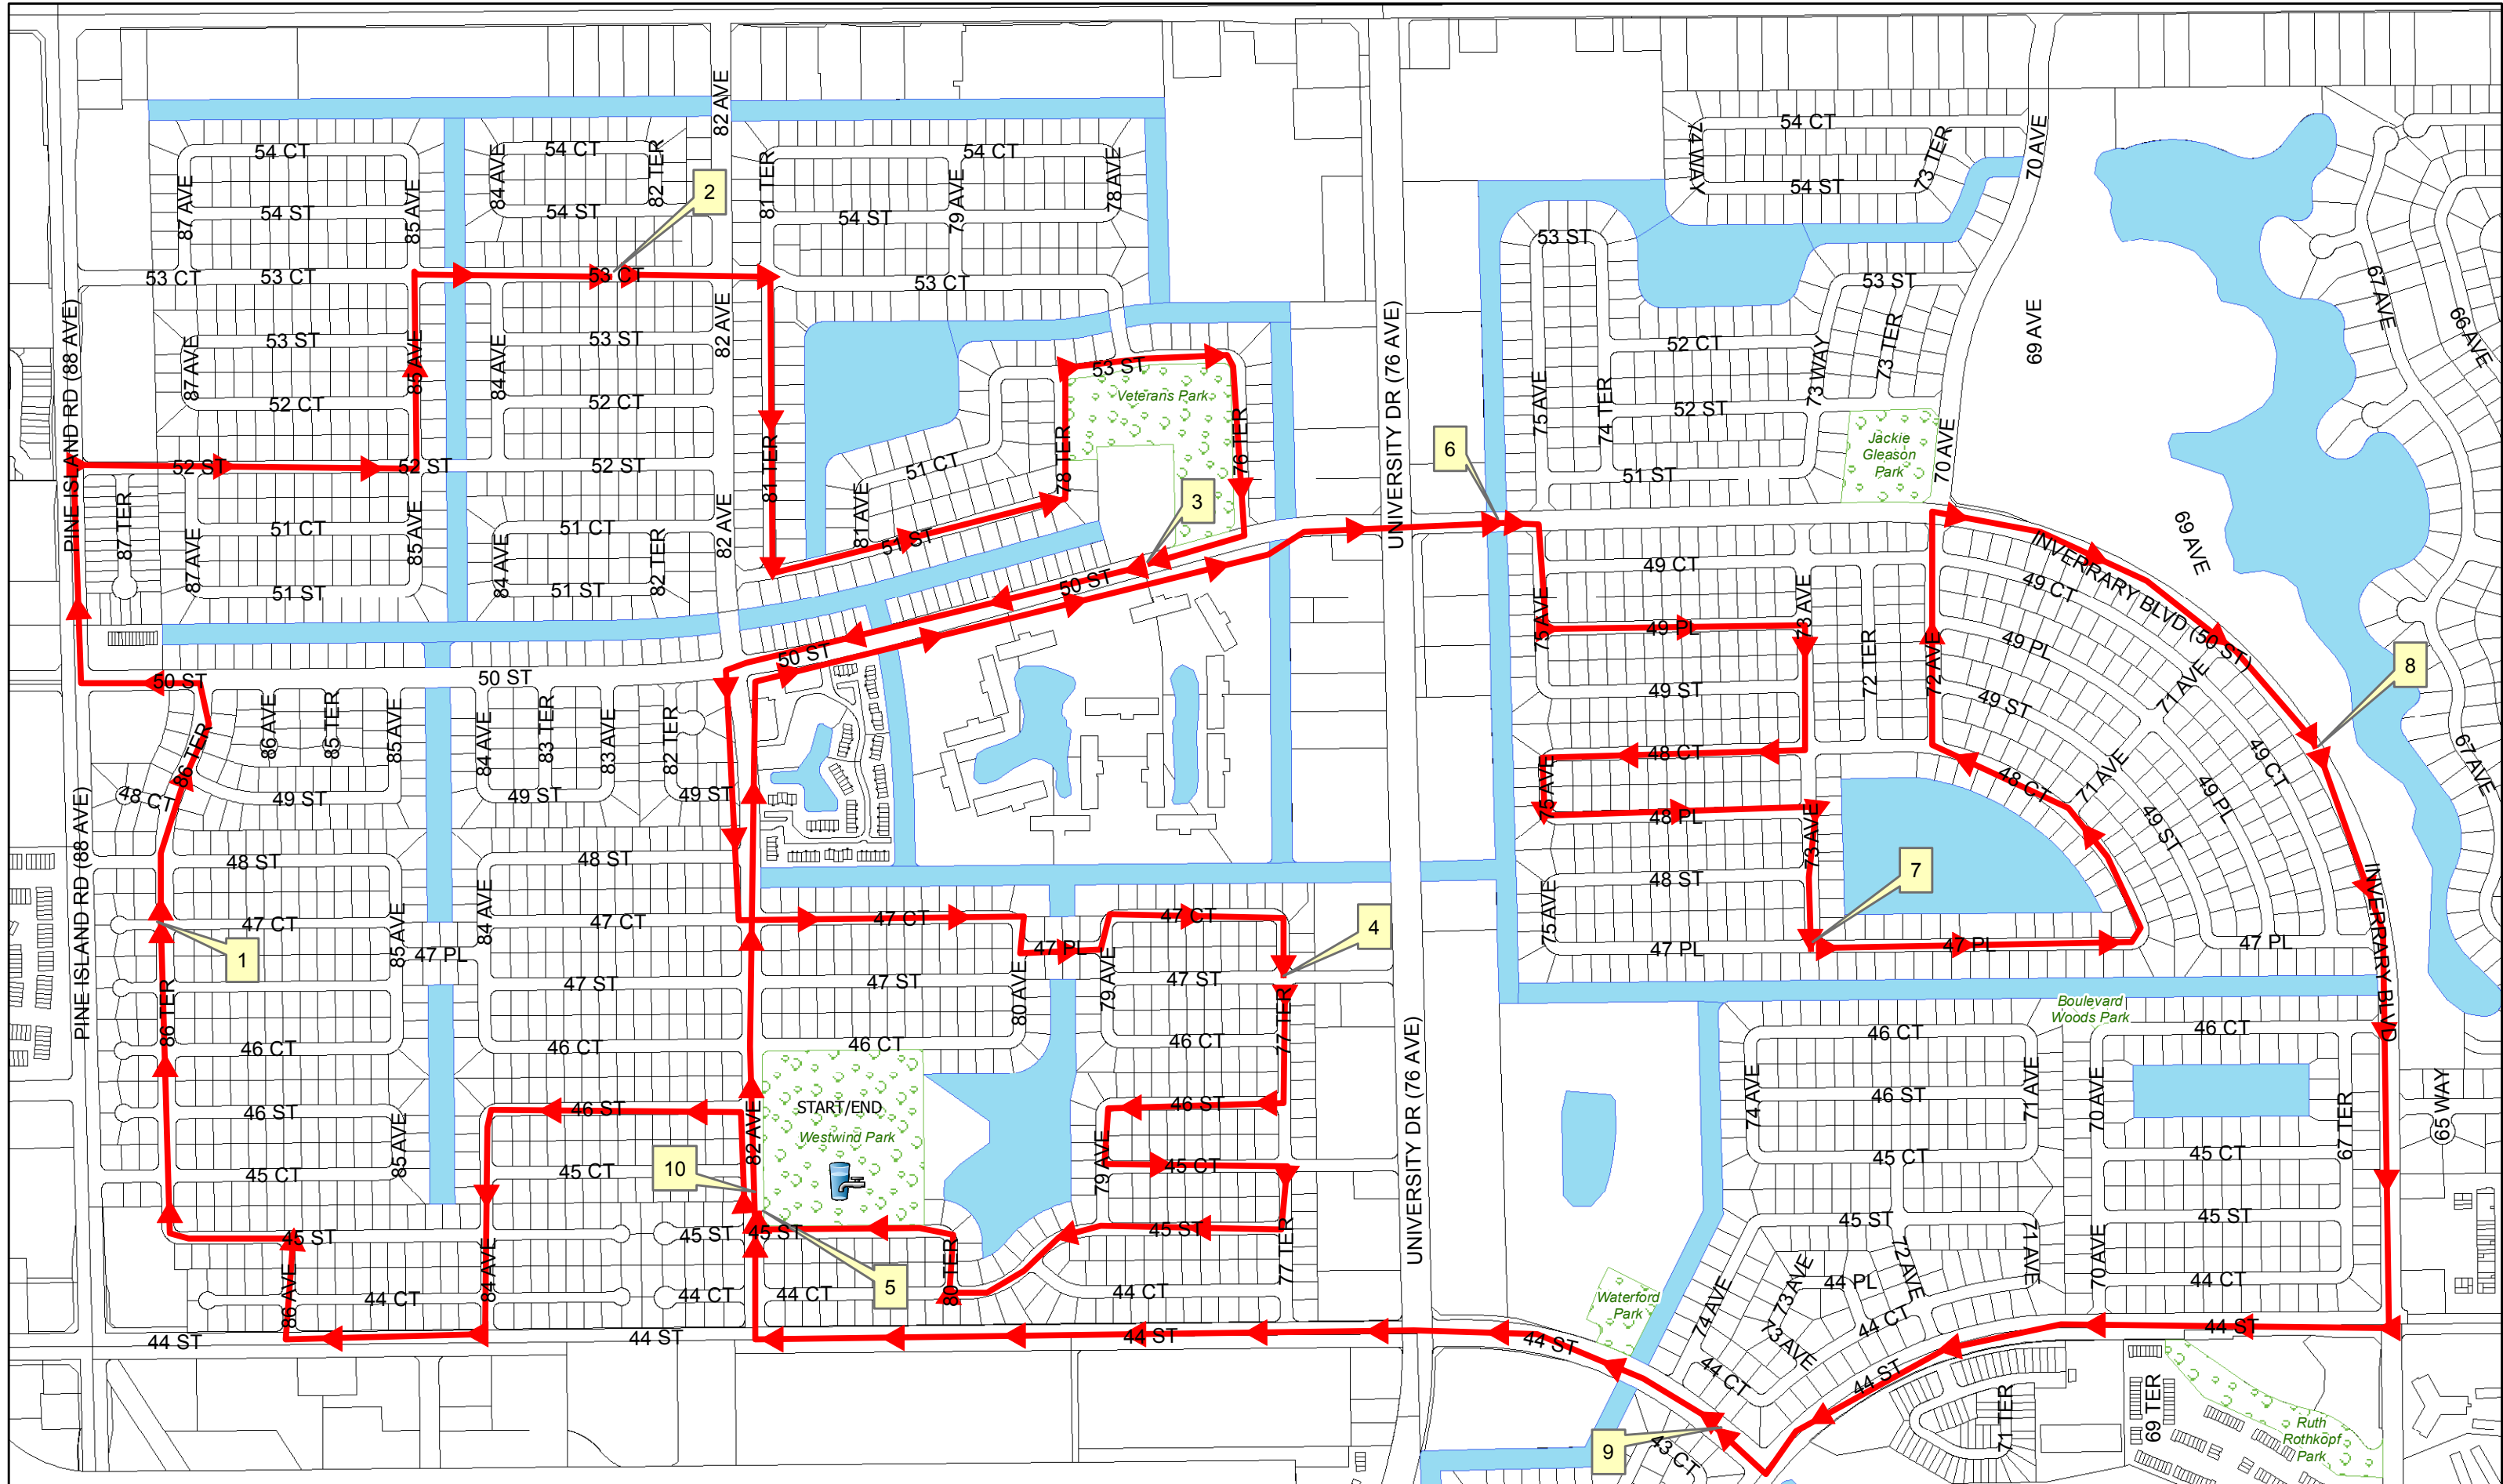 82 AVE
54 CT
54 CT
82 TER
84 AVE
81 TER
54 CT
79 AVE
78 AVE
74 WAY
54 CT
73 TER
70 AVE
2
87 AVE
85 AVE
54 ST
54 ST
54 ST
54 ST
53 ST
53 CT
53 CT
53 CT
53 CT
53 ST
67 AVE
66 AVE
69 AVE
PINE ISLAND RD (88 AVE)
82 AVE
UNIVERSITY DR (76 AVE)
87 AVE
53 ST
85 AVE
84 AVE
53 ST
53 ST
Veterans Park
52 CT
73 WAY
73 TER
75 AVE
74 TER
52 CT
52 CT
52 ST
Jackie
Gleason
Park
70 AVE
6
52 ST
52 ST
52 ST
81 TER
51 CT
78 TER
76 TER
51 ST
87 TER
87 AVE
51 CT
85 AVE
84 AVE
51 CT
82 TER
82 AVE
81 AVE
51 ST
3
69 AVE
INVERRARY BLVD (50 ST)
51 ST
51 ST
50 ST
49 CT
49 CT
75 AVE
73 AVE
49 PL
72 TER
72 AVE
49 PL
71 AVE
50 ST
50 ST
50 ST
49 ST
49 ST
8
86 AVE
85 TER
85 AVE
84 AVE
83 TER
83 AVE
82 TER
86 TER
48 CT
48 CT
71 AVE
49 CT
67 AVE
48 CT
49 ST
49 ST
49 ST
75 AVE
48 PL
73 AVE
49 ST
49 PL
PINE ISLAND RD (88 AVE)
48 ST
48 ST
48 ST
7
INVERRARY BLVD
47 CT
85 AVE
84 AVE
47 CT
47 CT
47 CT
4
75 AVE
1
47 PL
47 PL
79 AVE
47 PL
47 PL
47 PL
86 TER
47 ST
47 ST
80 AVE
47 ST
77 TER
UNIVERSITY DR (76 AVE)
Boulevard
Woods Park
46 CT
46 CT
46 CT
46 CT
46 CT
46 CT
74 AVE
71 AVE
70 AVE
67 TER
65 WAY
46 ST
85 AVE
46 ST
82 AVE
START/END
Westwind Park
46 ST
79 AVE
46 ST
45 CT
45 CT
10
45 CT
45 CT
45 CT
45 ST
84 AVE
45 ST
45 ST
80 TER
45 ST
77 TER
45 ST
72 AVE
71 AVE
70 AVE
45 ST
5
86 AVE
44 CT
44 CT
44 CT
44 CT
Waterford
Park
74 AVE
73 AVE
44 PL
44 CT
73 AVE
44 CT
44 ST
44 ST
44 ST
44 ST
44 CT
44 ST
44 ST
9
43 CT
71 TER
69 TER
Ruth
Rothkopf
Park